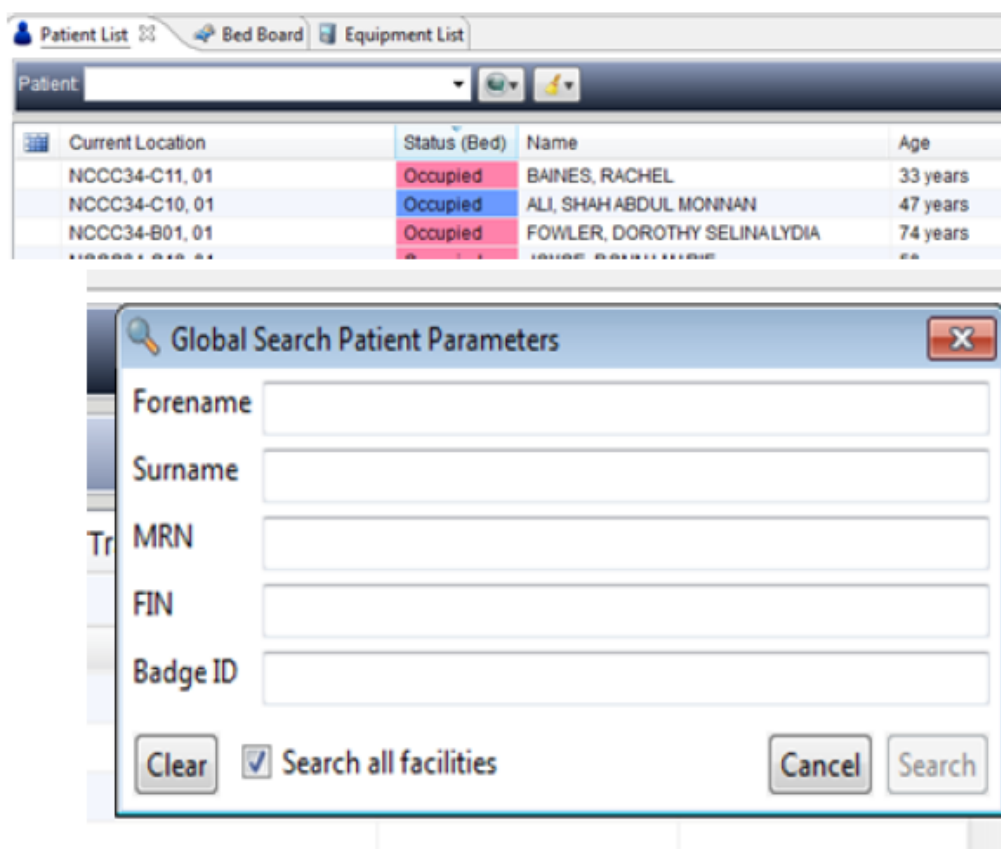 Patient List Bed Board Equipment List
Patient:
Current Location Status (Bed) Name Age
NCCC34-C11, 01 Occupied BAINES, RACHEL 33 years
NCCC34-C10, 01 Occupied ALI, SHAH ABDUL MONNAN 47 years
NCCC34-B01, 01 Occupied FOWLER, DOROTHY SELINA LYDIA 74 years
Global Search Patient Parameters
Forename
Surname
Tr MRN
FIN
Badge ID
Clear Search all facilities Cancel Search